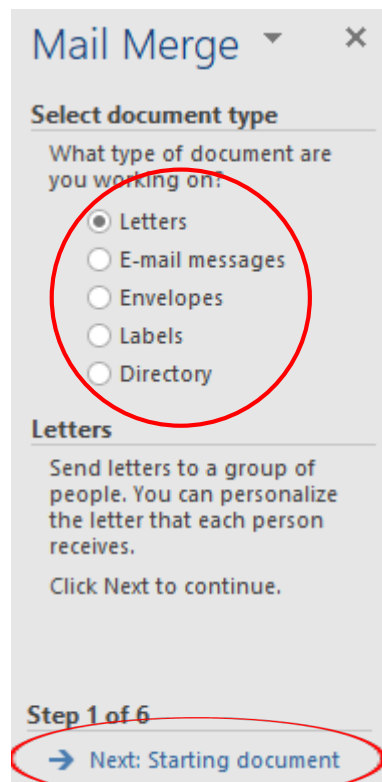 Mail Merge
Select document type
What type of document are
you working on?
Letters
E-mail messages
Envelopes
Labels
Directory
Letters
Send letters to a group of
people. You can personalize
the letter that each person
receives.
Click Next to continue.
Step 1 of 6
Next: Starting document